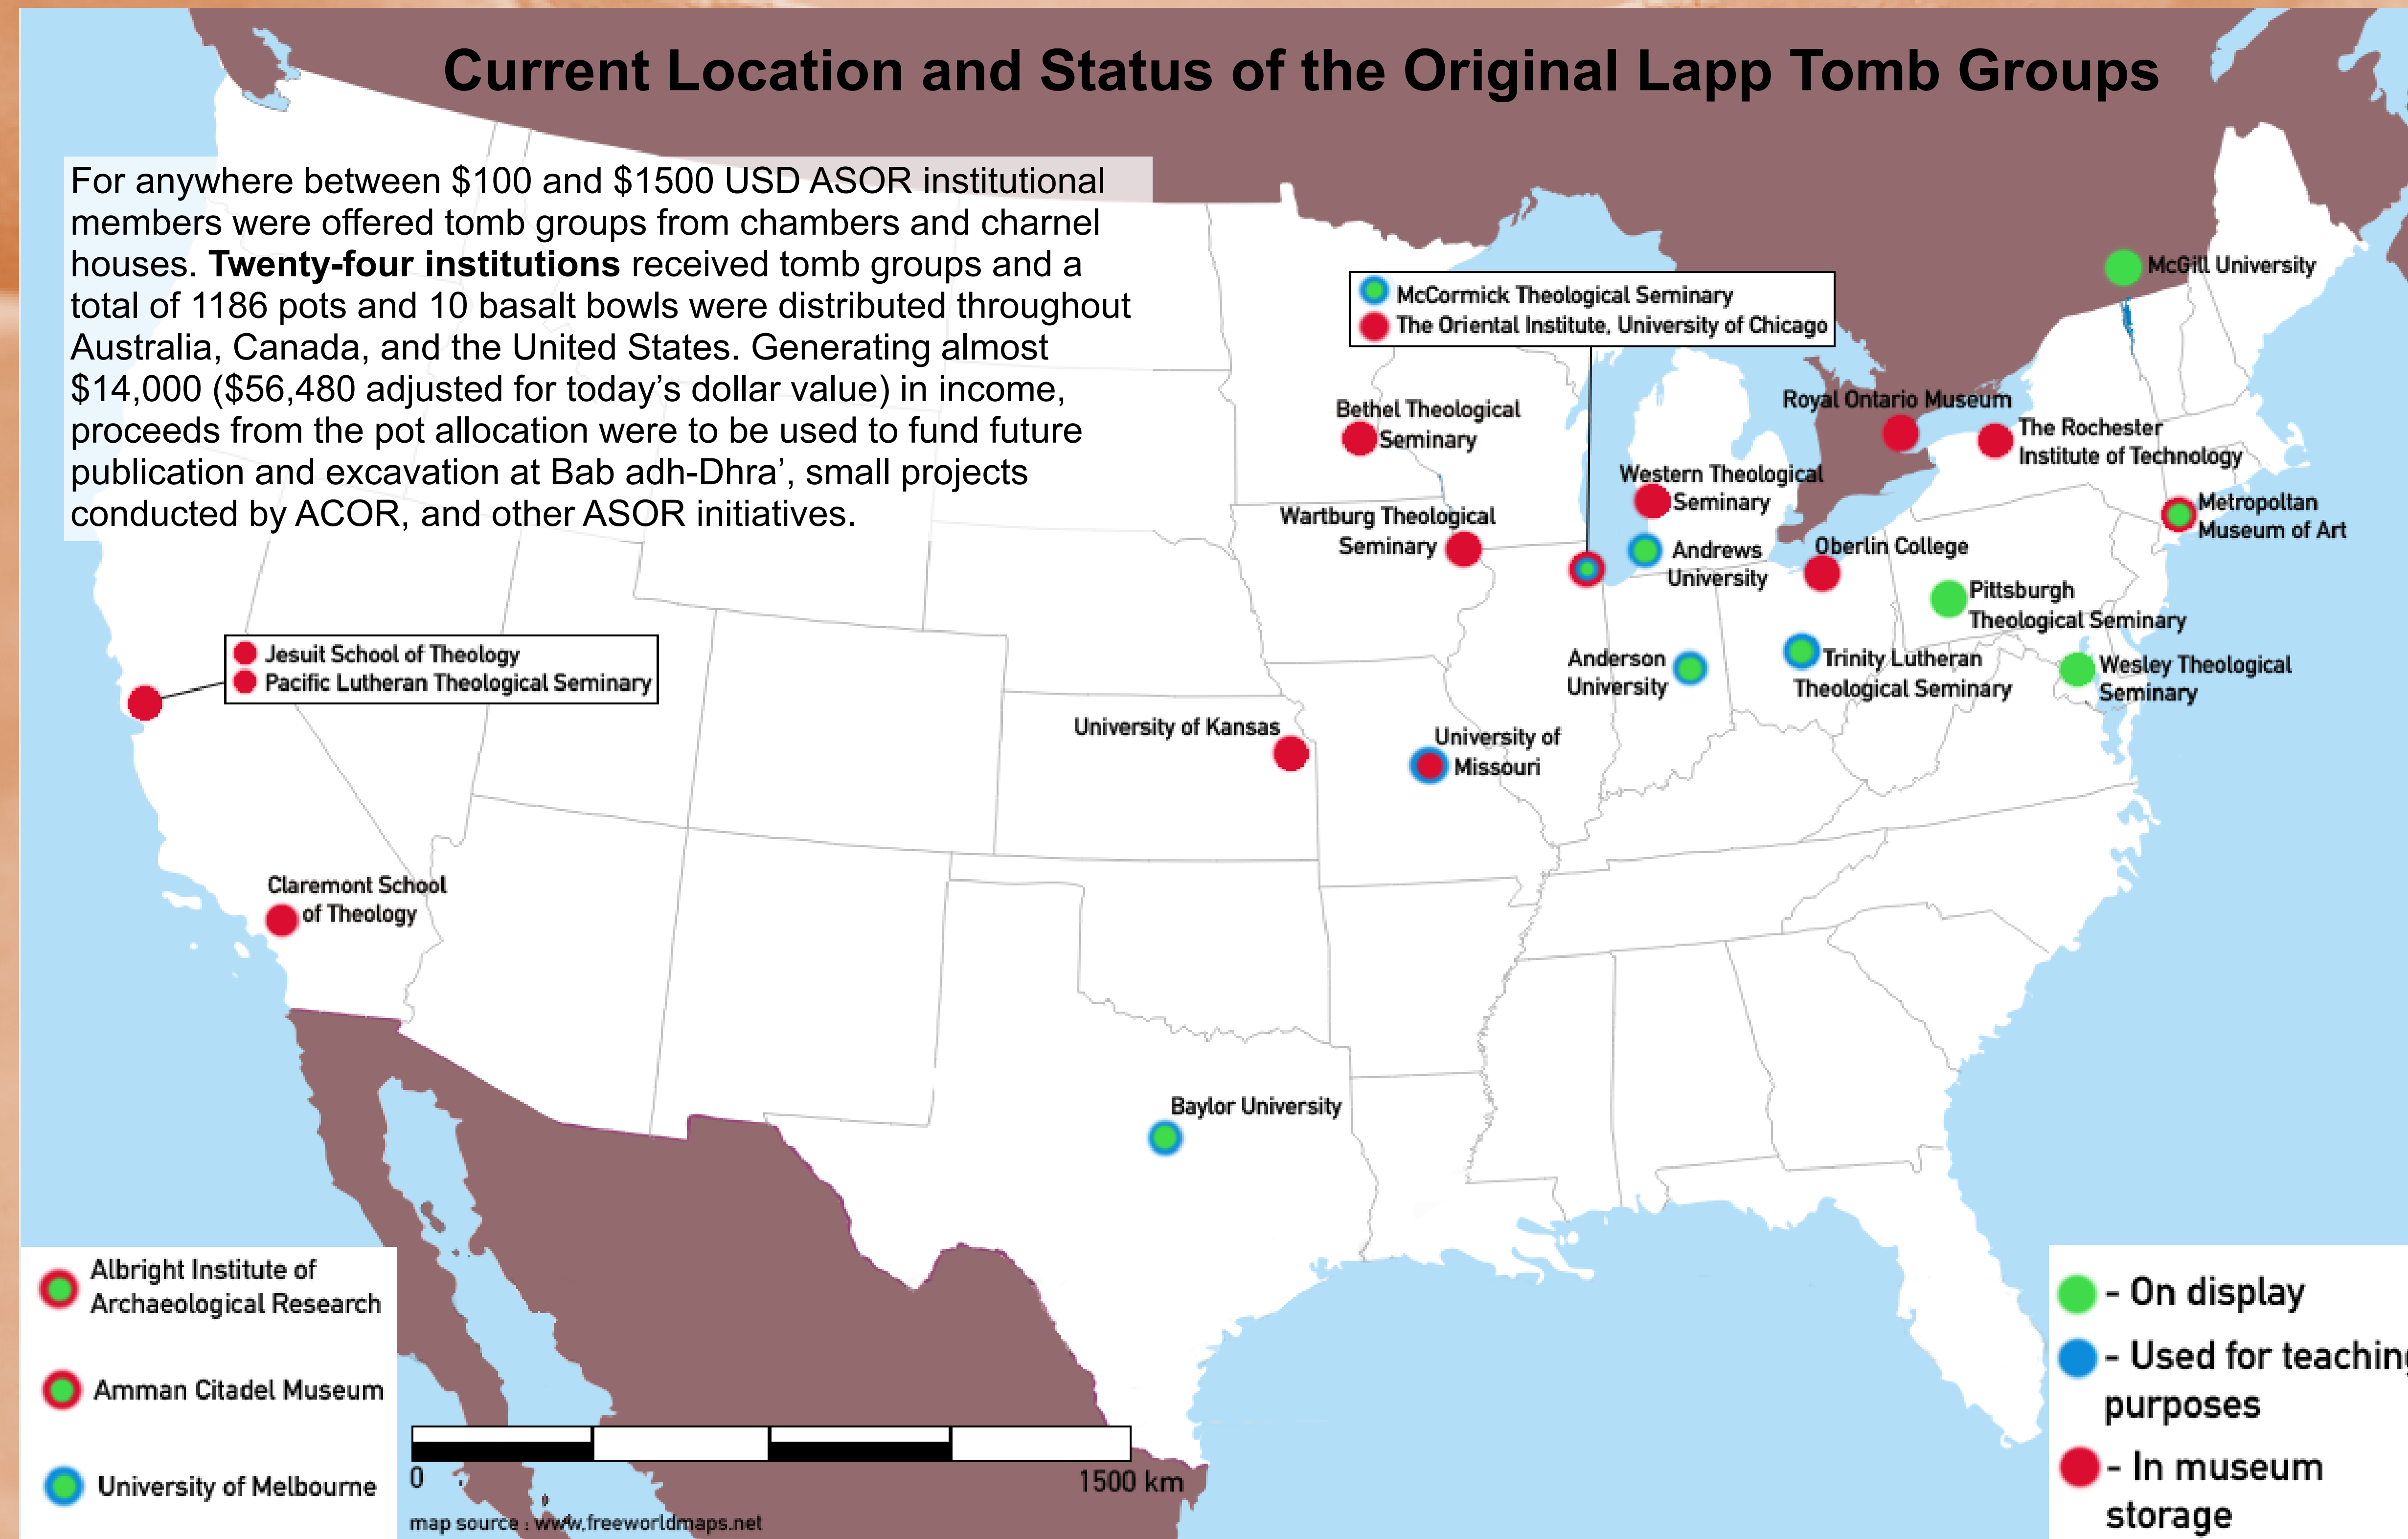 Current Location and Status of the Original Lapp Tomb Groups
For anywhere between $100 and $1500 USD ASOR institutional
members were offered tomb groups from chambers and charnel
houses. Twenty-four institutions received tomb groups and a
total of 1186 pots and 10 basalt bowls were distributed throughout
Australia, Canada, and the United States. Generating almost
$14,000 ($56,480 adjusted for today’s dollar value) in income,
proceeds from the pot allocation were to be used to fund future
publication and excavation at Bab adh-Dhra’, small projects
conducted by ACOR, and other ASOR initiatives.
McGill University
McCormick Theological Seminary
The Oriental Institute, University of Chicago
Royal Ontario Museum
Bethel Theological
Seminary
The Rochester
Institute of Technology
Western Theological
Seminary
Metropoltan
Museum of Art
Wartburg Theological
Seminary
Andrews
University
Oberlin College
Pittsburgh
Theological Seminary
Jesuit School of Theology
Pacific Lutheran Theological Seminary
Anderson
University
Trinity Lutheran
Theological Seminary
Wesley Theological
Seminary
University of Kansas
University of
Missouri
Claremont School
of Theology
Baylor University
Albright Institute of
Archaeological Research
Amman Citadel Museum
University of Melbourne
0
1500 km
map source : www.freeworldmaps.net
- On display
- Used for teaching
purposes
- In museum
storage